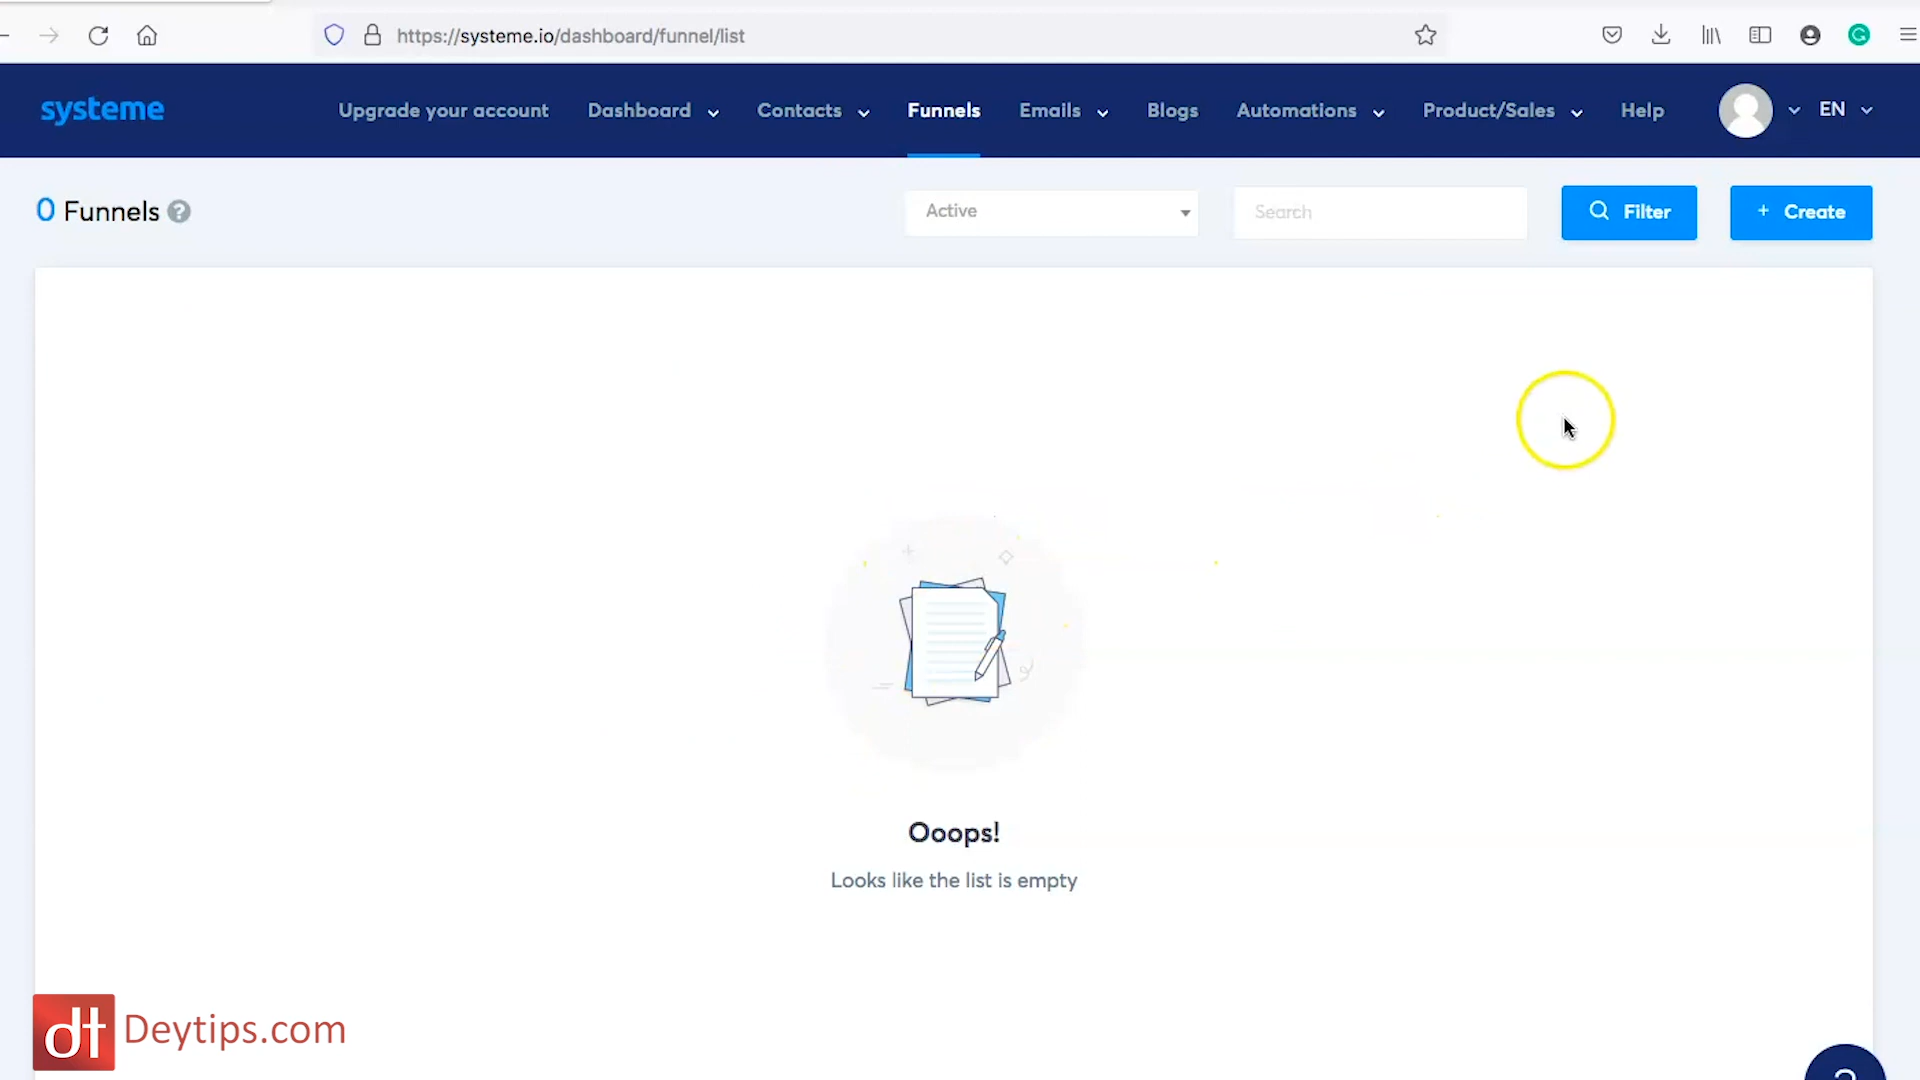 https://systeme.io/dashboard/funnel/list
systeme Upgrade your account Dashboard Contacts Funnels Emails Blogs Automations Product/Sales Help EN
0 Funnels ? Active Search Filter + Create
Ooops!
Looks like the list is empty
dt Deytips.com
?